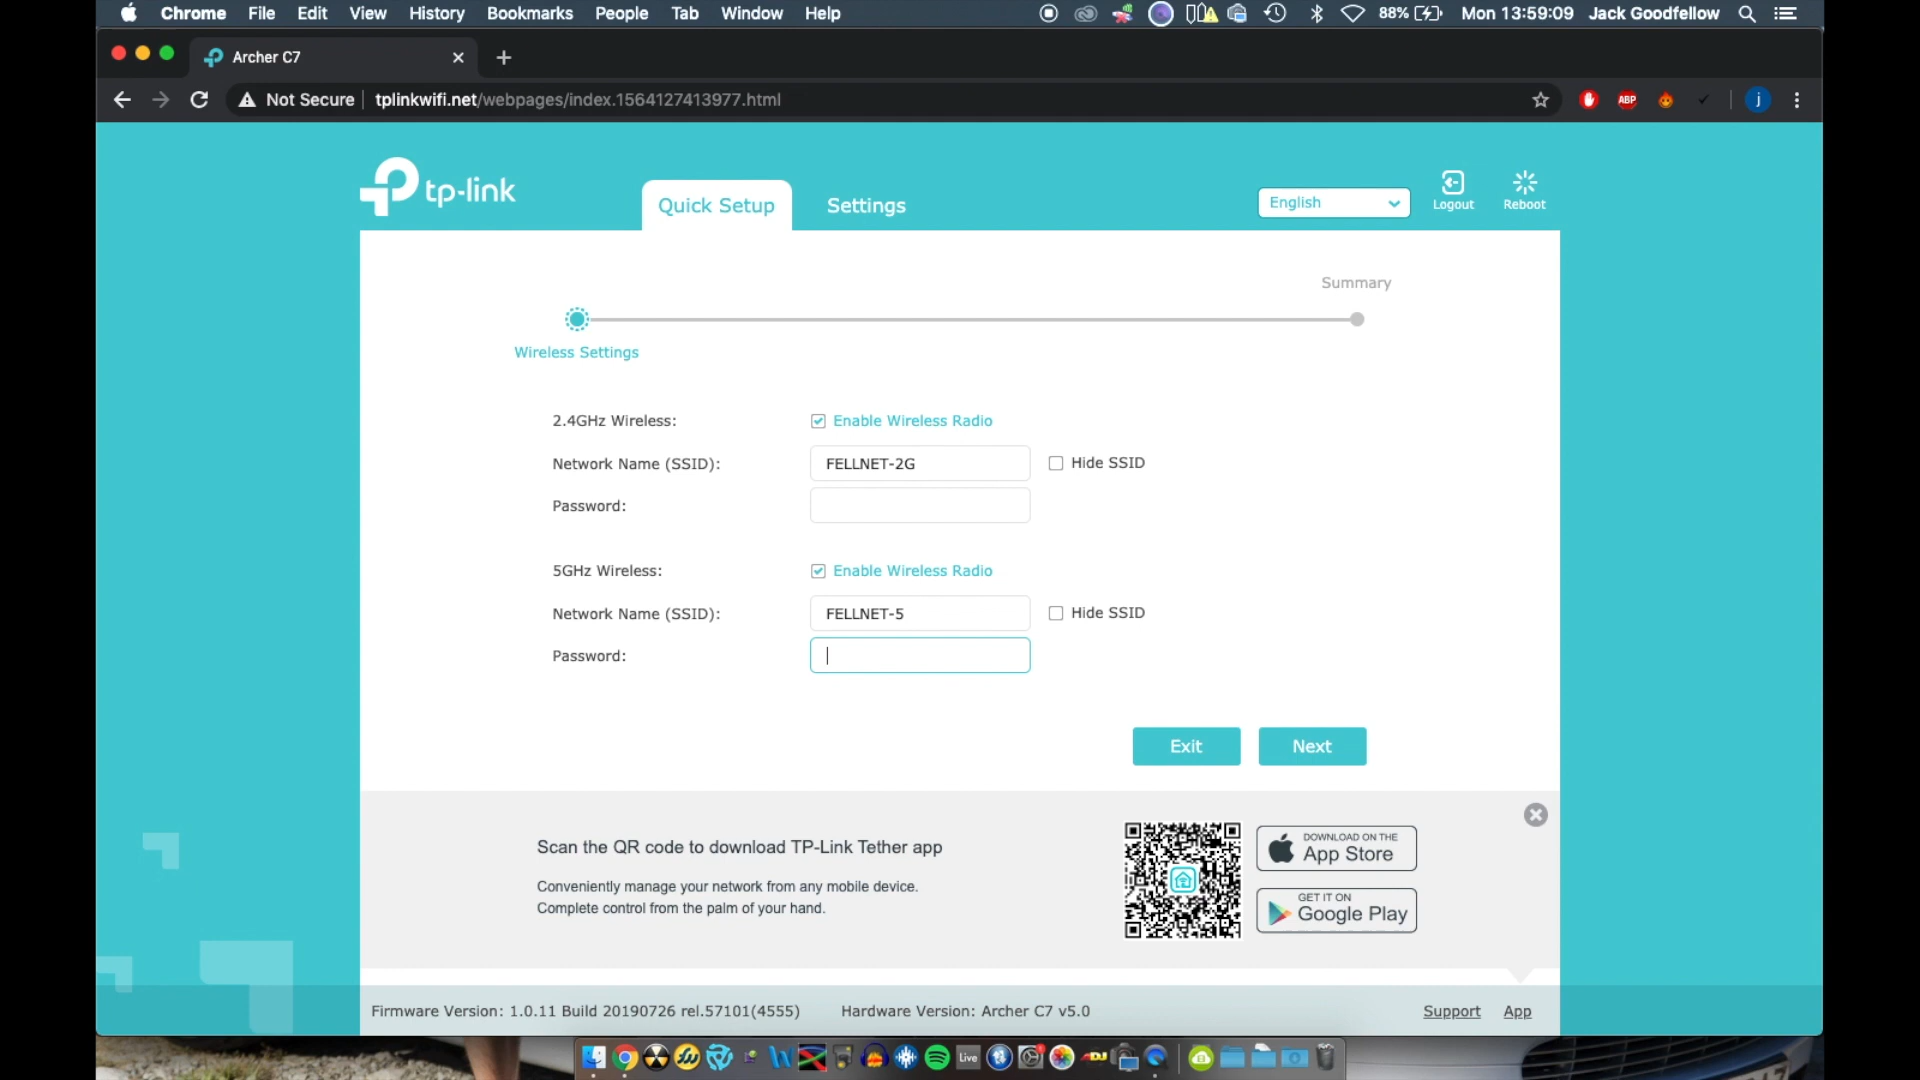 Chrome File Edit View History Bookmarks People Tab Window Help 88% Mon 13:59:09 Jack Goodfellow
Archer C7
Not Secure tplinkwifi.net/webpages/index.1564127413977.html ABP j
tp-link
Quick Setup Settings English Logout Reboot
Summary
Wireless Settings
2.4GHz Wireless: Enable Wireless Radio
Network Name (SSID): FELLNET-2G Hide SSID
Password:
5GHz Wireless: Enable Wireless Radio
Network Name (SSID): FELLNET-5 Hide SSID
Password:
Exit Next
Scan the QR code to download TP-Link Tether app
Conveniently manage your network from any mobile device.
Complete control from the palm of your hand.
DOWNLOAD ON THE
App Store
GET IT ON
Google Play
Firmware Version: 1.0.11 Build 20190726 rel.57101(4555) Hardware Version: Archer C7 v5.0 Support App
Live DJ